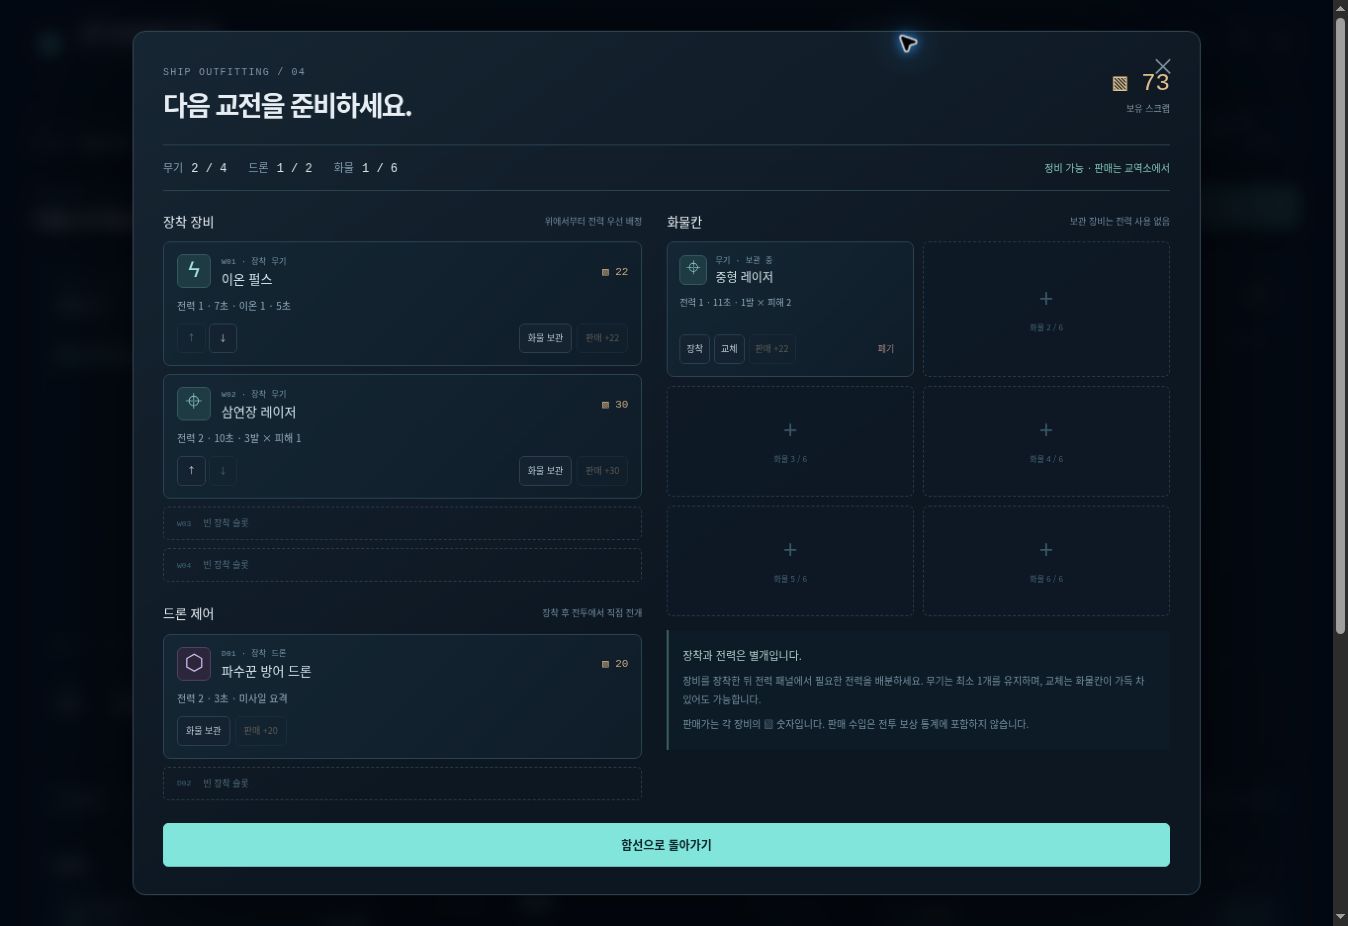 SHIP OUTFITTING / 04
다음 교전을 준비하세요.
73
보유 스크랩
무기 2 / 4 드론 1 / 2 화물 1 / 6
정비 가능 · 판매는 교역소에서
장착 장비
위에서부터 전력 우선 배정
W01 · 장착 무기
이온 펄스
22
전력 1 · 7초 · 이온 1 · 5초
↑ ↓
화물 보관
판매 +22
W02 · 장착 무기
삼연장 레이저
30
전력 2 · 10초 · 3발 × 피해 1
↑ ↓
화물 보관
판매 +30
W03 빈 장착 슬롯
W04 빈 장착 슬롯
드론 제어
장착 후 전투에서 직접 전개
D01 · 장착 드론
파수꾼 방어 드론
20
전력 2 · 3초 · 미사일 요격
화물 보관
판매 +20
D02 빈 장착 슬롯
화물칸
보관 장비는 전력 사용 없음
무기 · 보관 중
중형 레이저
전력 1 · 11초 · 1발 × 피해 2
장착
교체
판매 +22
폐기
+
화물 2 / 6
+
화물 3 / 6
+
화물 4 / 6
+
화물 5 / 6
+
화물 6 / 6
장착과 전력은 별개입니다.
장비를 장착한 뒤 전력 패널에서 필요한 전력을 배분하세요. 무기는 최소 1개를 유지하며, 교체는 화물칸이 가득 차
있어도 가능합니다.
판매가는 각 장비의 ▧ 숫자입니다. 판매 수입은 전투 보상 통계에 포함하지 않습니다.
함선으로 돌아가기